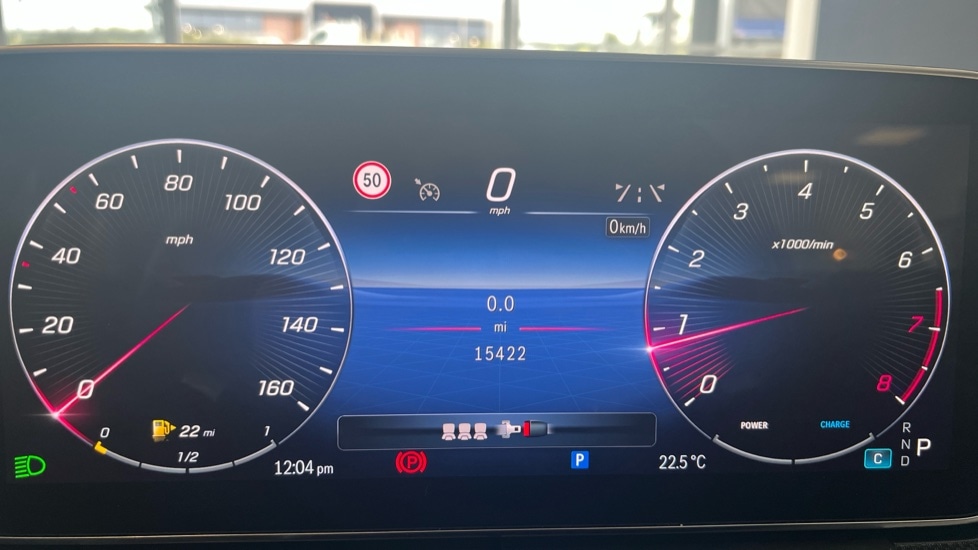 50
0
mph
0 km/h
0 20 40 60 80 100 120 140 160
mph
0.0
mi
15422
0 1 2 3 4 5 6 7 8
x1000/min
0 1/2 1
22 mi
12:04 pm
P
P
22.5 °C
POWER
CHARGE
C
R
N
D
P